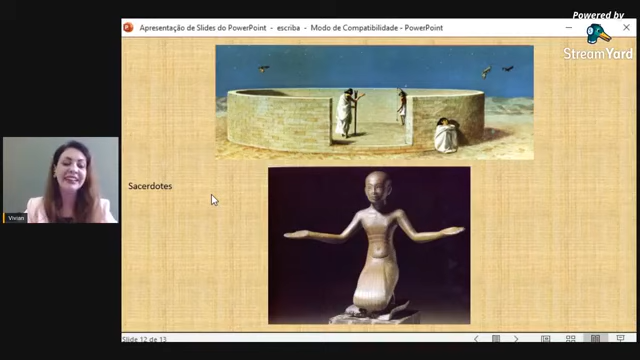 Powered by
StreamYard
Apresentação de Slides do PowerPoint - escriba - Modo de Compatibilidade - PowerPoint
Sacerdotes
Vivian
Slide 12 de 13